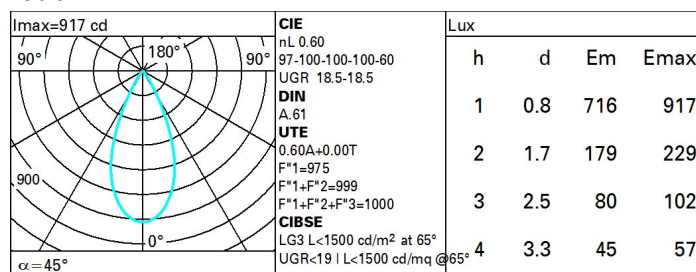 Imax=917 cd
90°
180°
90°
900
0°
α=45°
CIE
nL 0.60
97-100-100-100-60
UGR 18.5-18.5
DIN
A.61
UTE
0.60A+0.00T
F"1=975
F"1+F"2=999
F"1+F"2+F"3=1000
CIBSE
LG3 L<1500 cd/m² at 65°
UGR<19 | L<1500 cd/mq @65°
Lux
h d Em Emax
1 0.8 716 917
2 1.7 179 229
3 2.5 80 102
4 3.3 45 57